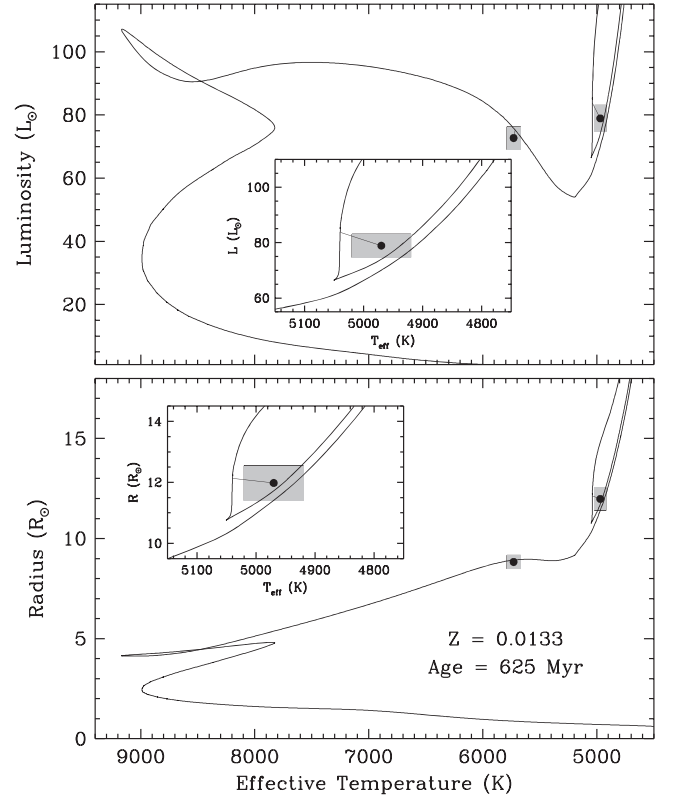 100
80
60
40
20
Luminosity (L⊙)
100
80
60
L (L⊙)
5100 5000 4900 4800
Teff (K)
15
10
5
0
Radius (R⊙)
14
12
10
R (R⊙)
5100 5000 4900 4800
Teff (K)
Z = 0.0133
Age = 625 Myr
9000 8000 7000 6000 5000
Effective Temperature (K)